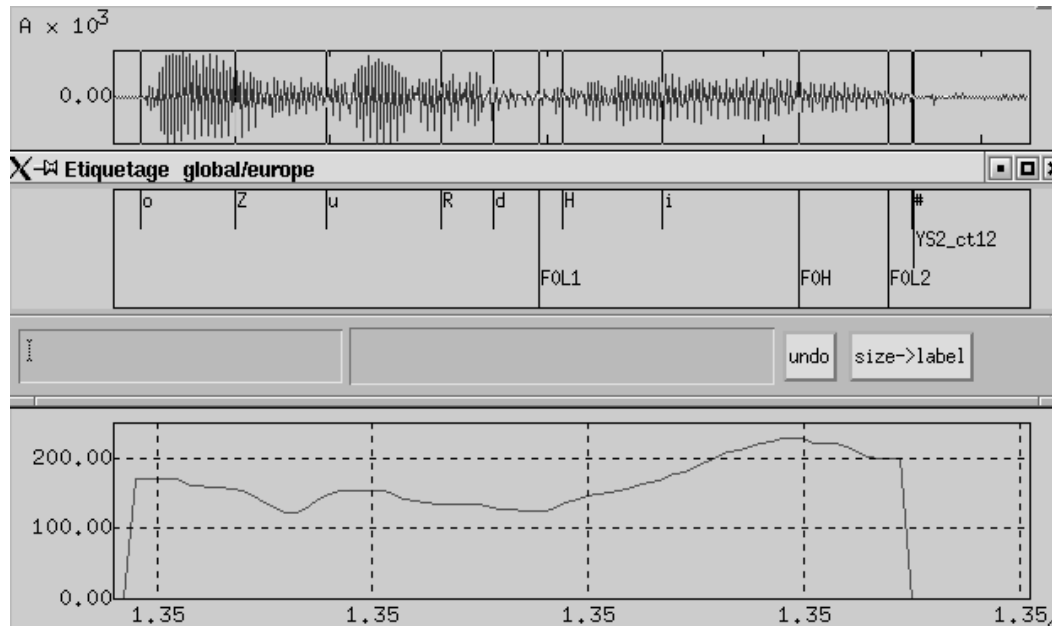 A × 10³
0.00
Etiquetage global/europe
o Z u R d H i #
YS2_ct12
F0L1 F0H F0L2
undo size->label
200.00
100.00
0.00
1.35 1.35 1.35 1.35 1.35